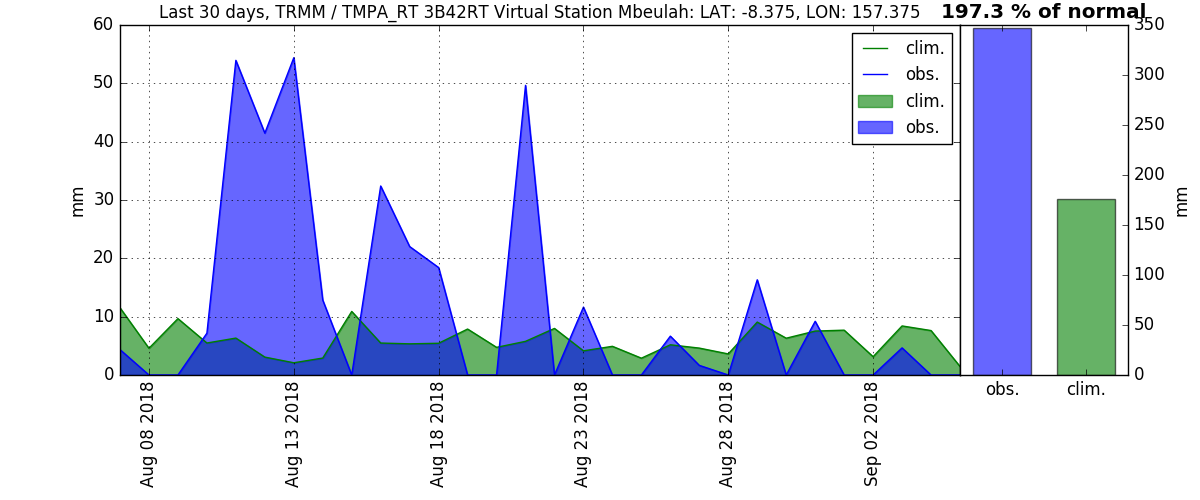 Last 30 days, TRMM / TMPA_RT 3B42RT Virtual Station Mbeulah: LAT: -8.375, LON: 157.375
197.3 % of normal
60
50
40
30
20
10
0
mm
clim.
obs.
clim.
obs.
Aug 08 2018
Aug 13 2018
Aug 18 2018
Aug 23 2018
Aug 28 2018
Sep 02 2018
350
300
250
200
150
100
50
0
mm
obs.
clim.